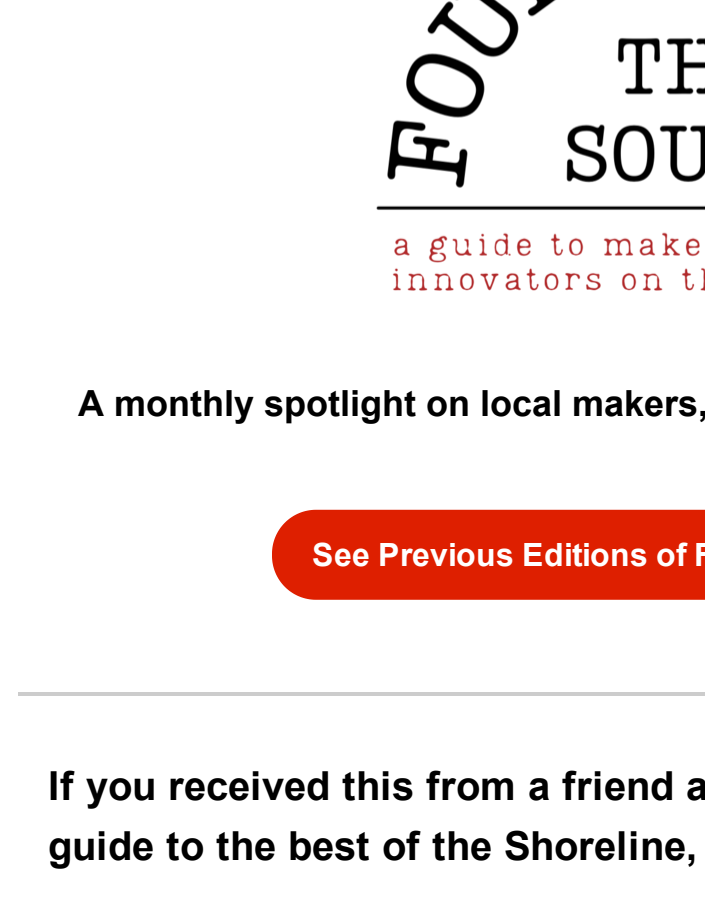 FOU
TH
SOU
a guide to make
innovators on th
A monthly spotlight on local makers,
See Previous Editions of F
If you received this from a friend a
guide to the best of the Shoreline,